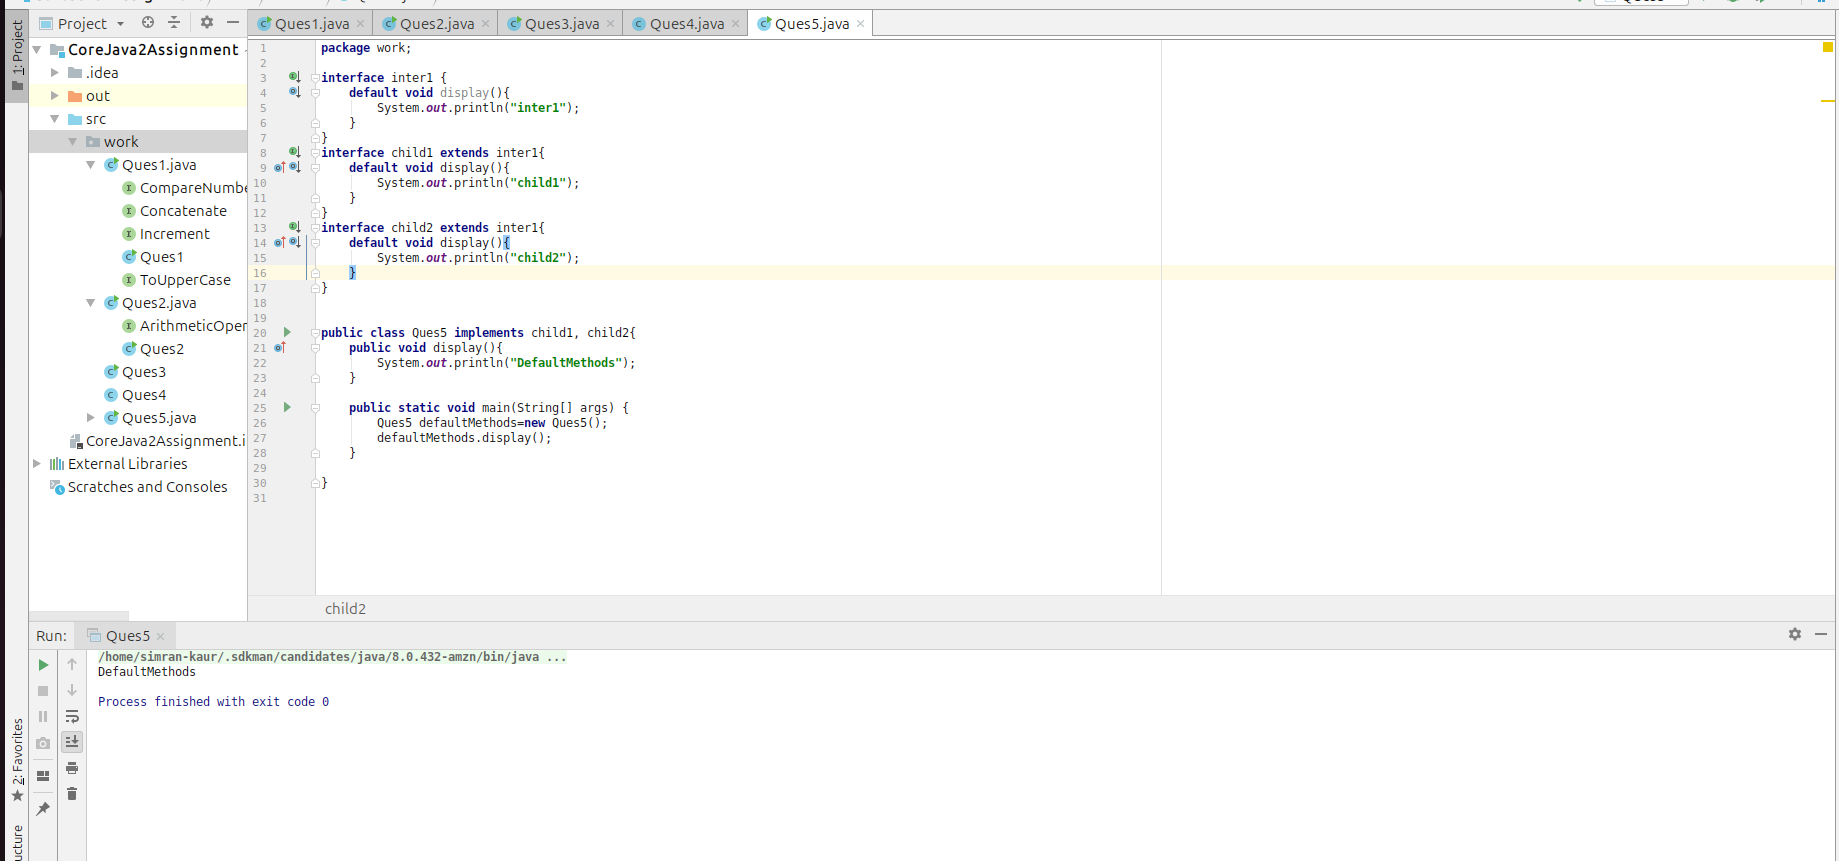 Project
Ques1.java
Ques2.java
Ques3.java
Ques4.java
Ques5.java
1: Project
CoreJava2Assignment
.idea
out
src
work
Ques1.java
CompareNumbe
Concatenate
Increment
Ques1
ToUpperCase
Ques2.java
ArithmeticOper
Ques2
Ques3
Ques4
Ques5.java
CoreJava2Assignment.i
External Libraries
Scratches and Consoles
1 package work;
2
3 interface inter1 {
4 default void display(){
5 System.out.println("inter1");
6 }
7 }
8 interface child1 extends inter1{
9 default void display(){
10 System.out.println("child1");
11 }
12 }
13 interface child2 extends inter1{
14 default void display(){
15 System.out.println("child2");
16 }
17 }
18
19
20 public class Ques5 implements child1, child2{
21 public void display(){
22 System.out.println("DefaultMethods");
23 }
24
25 public static void main(String[] args) {
26 Ques5 defaultMethods=new Ques5();
27 defaultMethods.display();
28 }
29
30 }
31
child2
Run: Ques5
/home/simran-kaur/.sdkman/candidates/java/8.0.432-amzn/bin/java ...
DefaultMethods
Process finished with exit code 0
2: Favorites
ucture